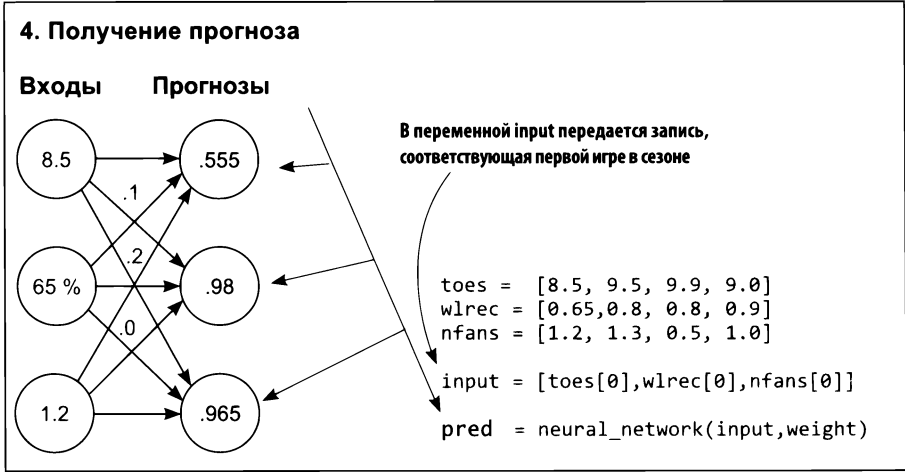 4. Получение прогноза
Входы
Прогнозы
8.5
.555
.1
65 %
.2
.98
.0
1.2
.965
В переменной input передается запись,
соответствующая первой игре в сезоне
toes = [8.5, 9.5, 9.9, 9.0]
wlrec = [0.65,0.8, 0.8, 0.9]
nfans = [1.2, 1.3, 0.5, 1.0]
input = [toes[0],wlrec[0],nfans[0]]
pred = neural_network(input,weight)